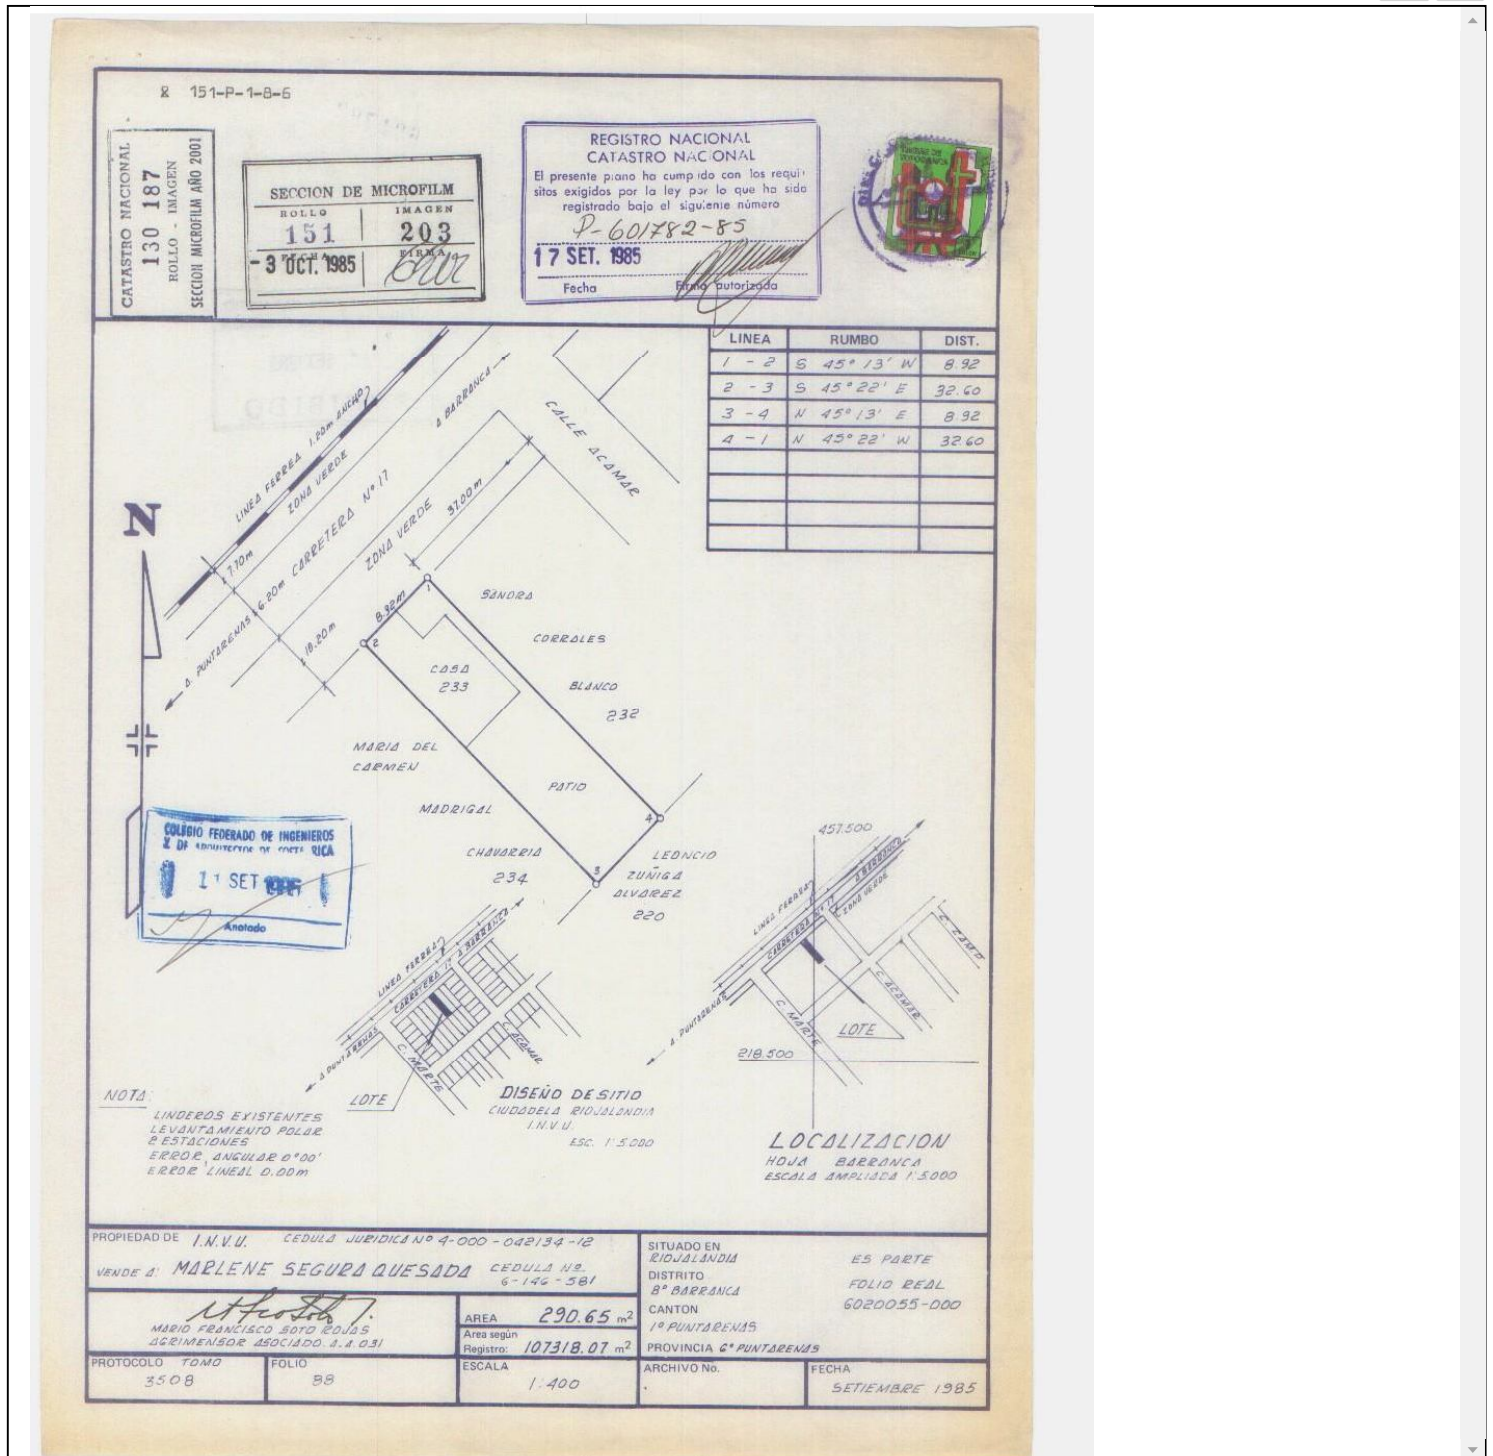 151-P-1-8-6
CATASTRO NACIONAL
130 187
ROLLO - IMAGEN
SECCION MICROFILM AÑO 2001
SECCION DE MICROFILM
ROLLO IMAGEN
151 203
FECHA FIRMA
- 3 OCT. 1985
REGISTRO NACIONAL
CATASTRO NACIONAL
El presente plano ha cumplido con los requi-
sitos exigidos por la ley por lo que ha sido
registrado bajo el siguiente número
P-601782-85
17 SET. 1985
Fecha Firma autorizada
LINEA RUMBO DIST.
1 - 2 S 45° 13' W 8.92
2 - 3 S 45° 22' E 32.60
3 - 4 N 45° 13' E 8.92
4 - 1 N 45° 22' W 32.60
LINEA FERREA 1.20m ANCHO
ZONA VERDE
A BARRANCA
CARRETERA Nº 17
ZONA VERDE
CALLE ACAMAR
37.00m
N
7.70m
6.20m
18.20m
A PUNTARENAS
8.92m
1
2
3
4
CASA
233
PATIO
SANDRA
CORRALES
BLANCO
232
MARIA DEL
CARMEN
MADRIGAL
CHAVARRIA
234
LEONCIO
ZUÑIGA
ALVAREZ
220
COLEGIO FEDERADO DE INGENIEROS
Y DE ARQUITECTOS DE COSTA RICA
SET
Anotado
LINEA FERREA
CARRETERA 17 A BARRANCA
A PUNTARENAS
C. MARTE
C. ACAMAR
LOTE
DISEÑO DE SITIO
CIUDADELA RIOJALANDIA
I.N.V.U.
ESC. 1:5.000
457.500
LINEA FERREA
A BARRANCA
CARRETERA Nº 17
ZONA VERDE
A PUNTARENAS
C. MARTE
C. ACAMAR
LOTE
218.500
LOCALIZACION
HOJA BARRANCA
ESCALA AMPLIADA 1:5.000
NOTA:
LINDEROS EXISTENTES
LEVANTAMIENTO POLAR
2 ESTACIONES
ERROR ANGULAR 0°00'
ERROR LINEAL 0.00m
PROPIEDAD DE I.N.V.U. CEDULA JURIDICA Nº 4-000-042134-12
VENDE A: MARLENE SEGURA QUESADA CEDULA Nº
6-146-581
MARIO FRANCISCO SOTO ROJAS
AGRIMENSOR ASOCIADO. A.A.031
AREA 290.65 m²
Area según
Registro: 107318.07 m²
SITUADO EN
RIOJALANDIA
DISTRITO
8º BARRANCA
CANTON
1º PUNTARENAS
PROVINCIA 6º PUNTARENAS
ES PARTE
FOLIO REAL
6020055-000
PROTOCOLO TOMO
3508
FOLIO
88
ESCALA
1:400
ARCHIVO No.
FECHA
SETIEMBRE 1985